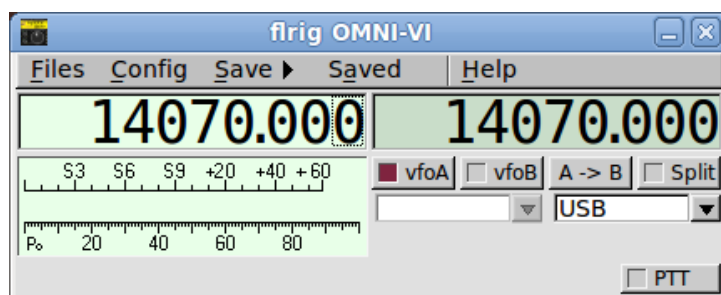 flrig OMNI-VI
Files Config Save Saved Help
14070.000 14070.000
S3 S6 S9 +20 +40 +60
vfoA vfoB A -> B Split
USB
Po 20 40 60 80
PTT